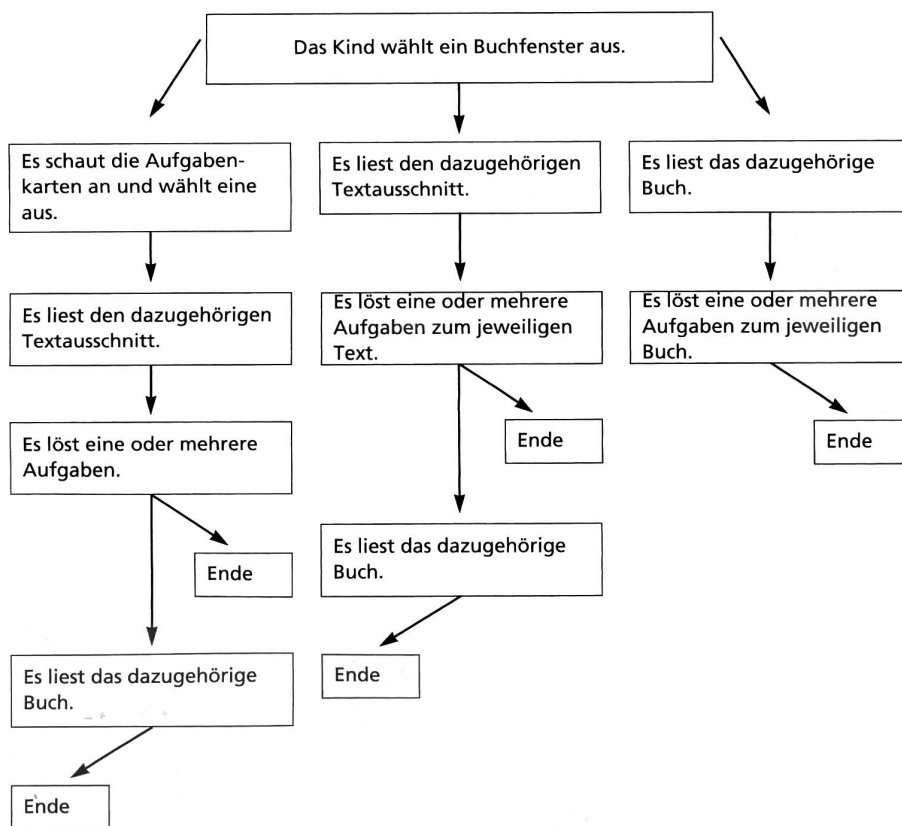 Das Kind wählt ein Buchfenster aus.
Es schaut die Aufgaben-
karten an und wählt eine
aus.
Es liest den dazugehörigen
Textausschnitt.
Es löst eine oder mehrere
Aufgaben.
Ende
Es liest das dazugehörige
Buch.
Ende
Es liest den dazugehörigen
Textausschnitt.
Es löst eine oder mehrere
Aufgaben zum jeweiligen
Text.
Ende
Es liest das dazugehörige
Buch.
Ende
Es liest das dazugehörige
Buch.
Es löst eine oder mehrere
Aufgaben zum jeweiligen
Buch.
Ende